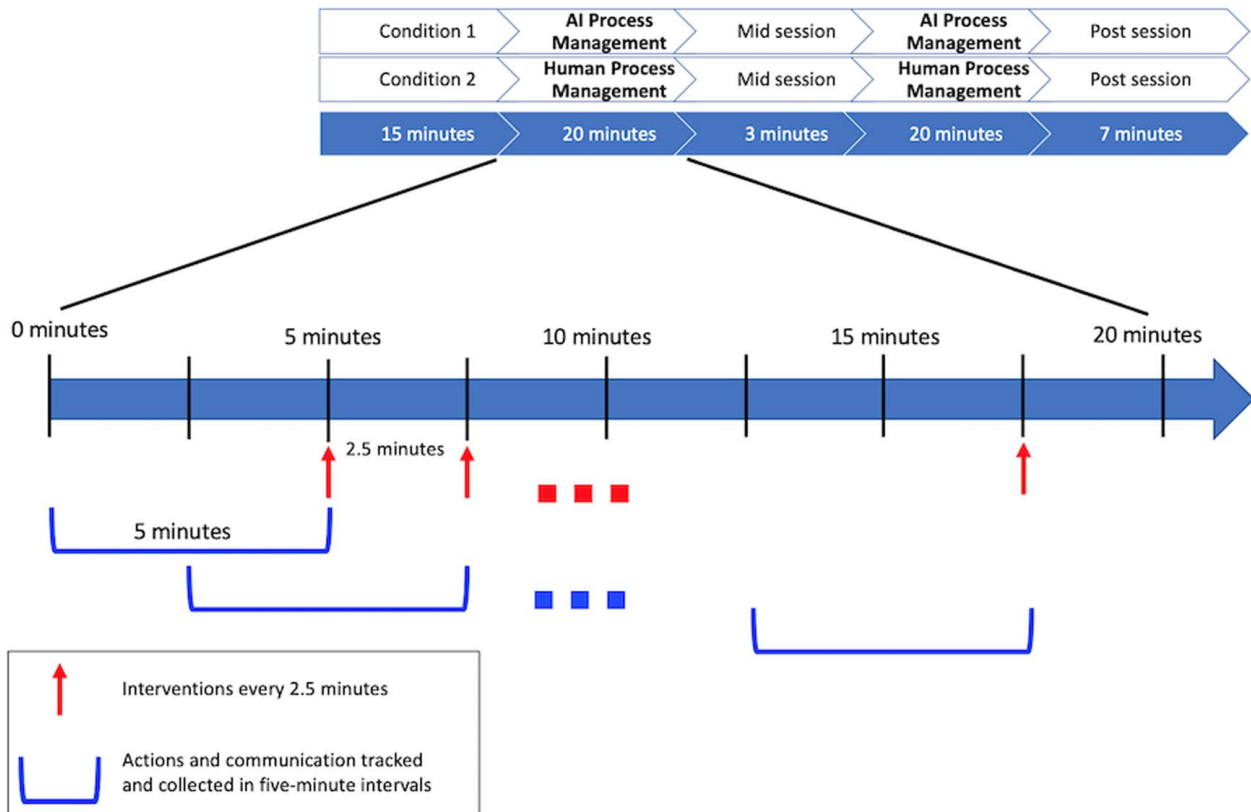 Condition 1
AI Process
Management
Mid session
AI Process
Management
Post session
Condition 2
Human Process
Management
Mid session
Human Process
Management
Post session
15 minutes
20 minutes
3 minutes
20 minutes
7 minutes
0 minutes
5 minutes
10 minutes
15 minutes
20 minutes
2.5 minutes
5 minutes
Interventions every 2.5 minutes
Actions and communication tracked
and collected in five-minute intervals